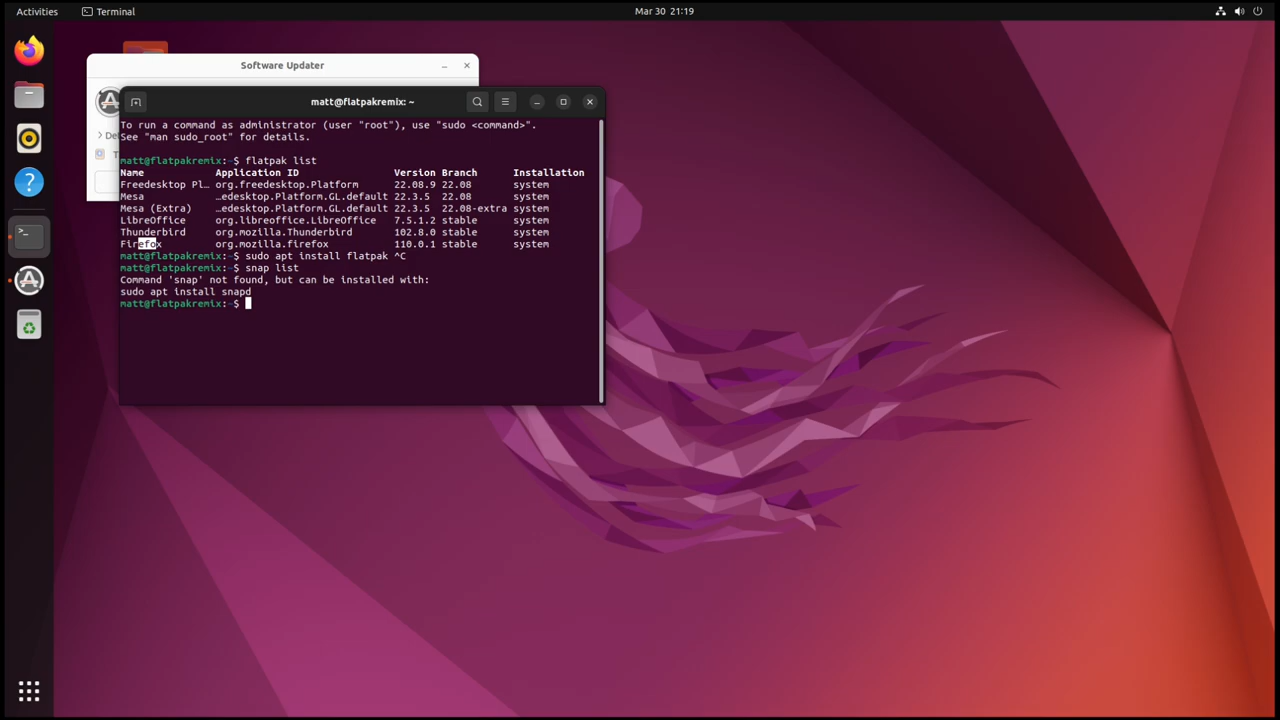 Activities
Terminal
Mar 30 21:19
Software Updater
matt@flatpakremix: ~
To run a command as administrator (user "root"), use "sudo <command>".
See "man sudo_root" for details.
matt@flatpakremix:~$ flatpak list
Name Application ID Version Branch Installation
Freedesktop Pl… org.freedesktop.Platform 22.08.9 22.08 system
Mesa …edesktop.Platform.GL.default 22.3.5 22.08 system
Mesa (Extra) …edesktop.Platform.GL.default 22.3.5 22.08-extra system
LibreOffice org.libreoffice.LibreOffice 7.5.1.2 stable system
Thunderbird org.mozilla.Thunderbird 102.8.0 stable system
Firefox org.mozilla.firefox 110.0.1 stable system
matt@flatpakremix:~$ sudo apt install flatpak ^C
matt@flatpakremix:~$ snap list
Command 'snap' not found, but can be installed with:
sudo apt install snapd
matt@flatpakremix:~$